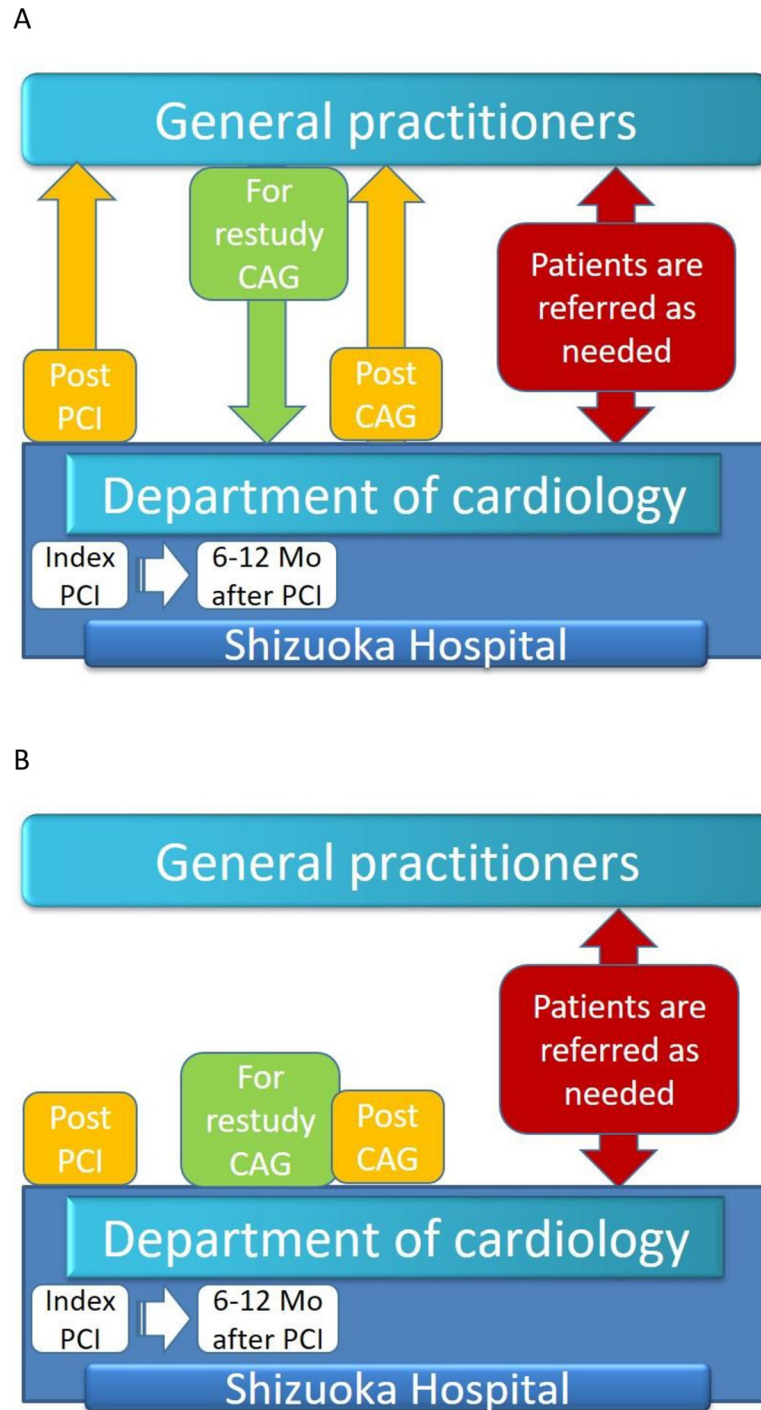 A
General practitioners
For
restudy
CAG
Patients are
referred as
needed
Post
PCI
Post
CAG
Department of cardiology
Index
PCI
6-12 Mo
after PCI
Shizuoka Hospital
B
General practitioners
Patients are
referred as
needed
Post
PCI
For
restudy
CAG
Post
CAG
Department of cardiology
Index
PCI
6-12 Mo
after PCI
Shizuoka Hospital